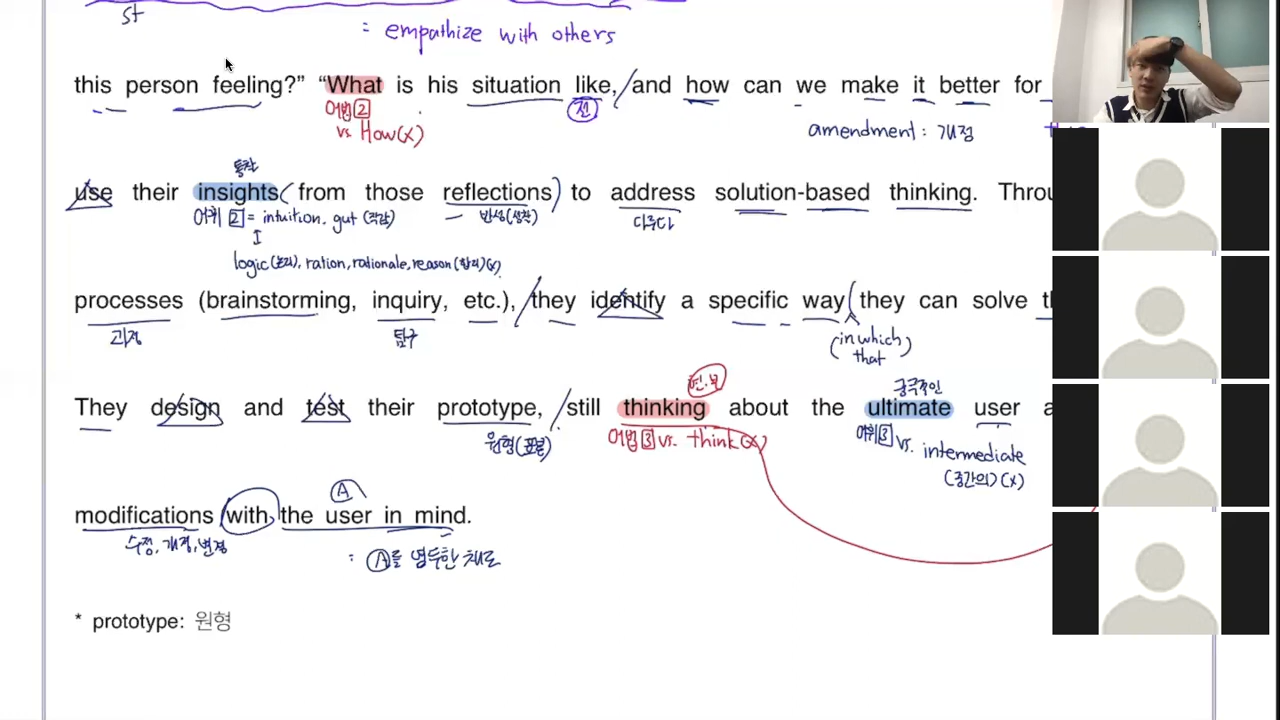 st
= empathize with others
this person feeling?” “What is his situation like, and how can we make it better for
어법2
vs. How(x)
전
amendment : 개정
통찰
use their insights (from those reflections) to address solution-based thinking. Throu
어휘2 = intuition. gut (직감)
반성(성찰)
다루다
logic(논리), ration, rationale, reason(합리)(x)
processes (brainstorming, inquiry, etc.), they identify a specific way (they can solve t
과정
탐구
(in which
that)
분.부
궁극적인
They design and test their prototype, still thinking about the ultimate user a
원형(표본)
어법3 vs. think(x)
어휘3 vs. intermediate
(중간의)(x)
A
modifications with the user in mind.
수정, 개정, 변경
: A를 염두한 채로
* prototype: 원형